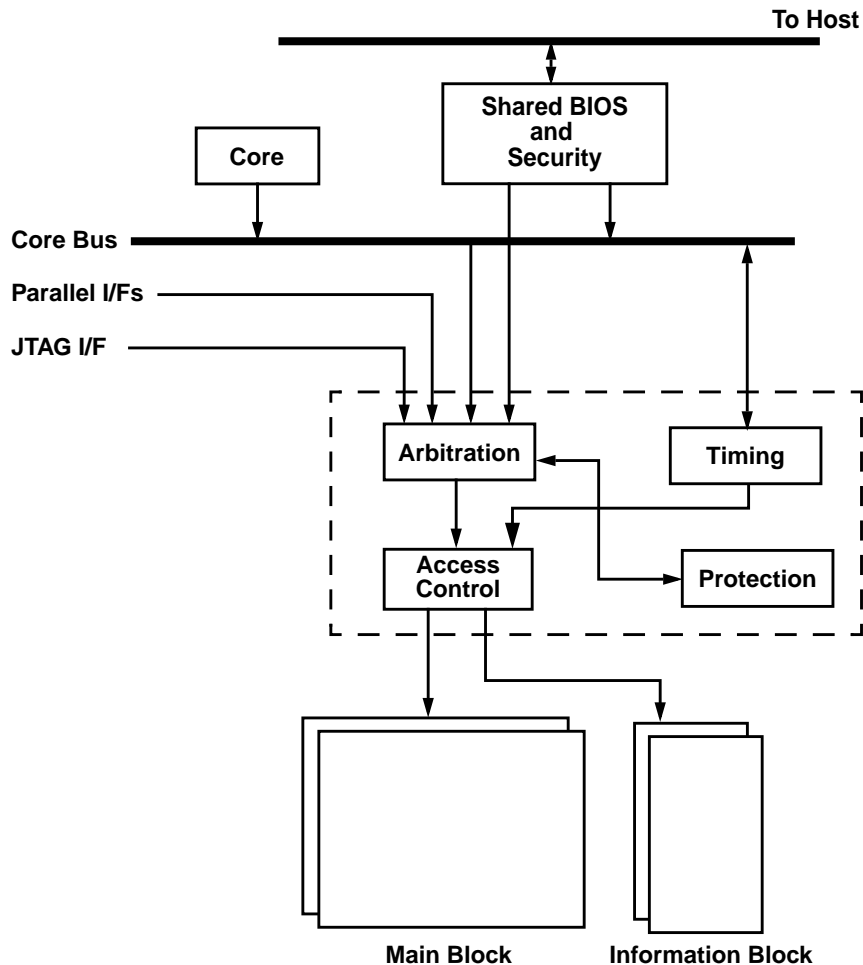 To Host
Shared BIOS
and
Security
Core
Core Bus
Parallel I/Fs
JTAG I/F
Arbitration
Timing
Access
Control
Protection
Main Block
Information Block